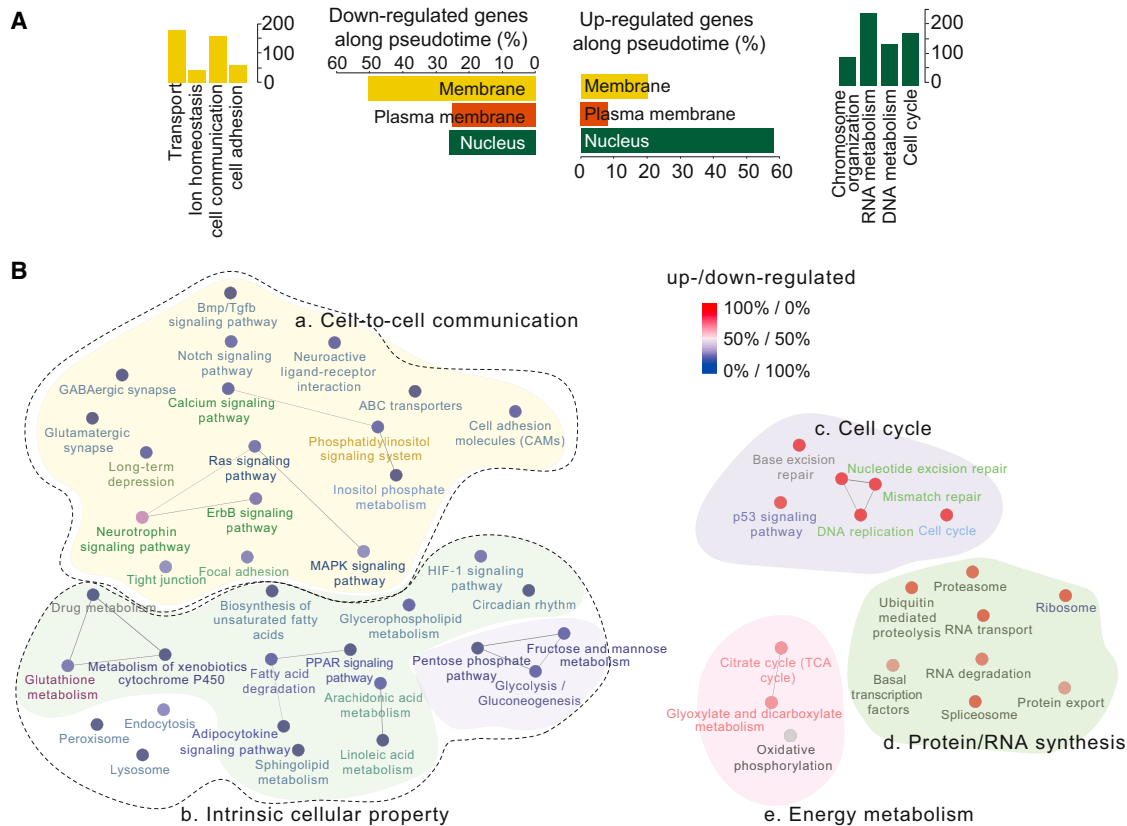 A
Transport
Ion homostasis
cell communication
cell adhesion
200
100
0
Down-regulated genes
along pseudotime (%)
60 50 40 20 20 0
Membrane
Plasma membrane
Nucleus
Up-regulated genes
along pseudotime (%)
Membrane
Plasma membrane
Nucleus
0 10 20 30 40 50 60
Chromosome
organization
RNA metabolism
DNA metabolism
Cell cycle
200
100
0
B
a. Cell-to-cell communication
Bmp/Tgfb
signaling pathway
Notch signaling
pathway
Neuroactive
ligand-receptor
interaction
GABAergic synapse
Calcium signaling
pathway
ABC transporters
Glutamatergic
synapse
Phosphatidylinositol
signaling system
Cell adhesion
molecules (CAMs)
Long-term
depression
Ras signaling
pathway
Inositol phosphate
metabolism
ErbB signaling
pathway
Neurotrophin
signaling pathway
Tight junction
Focal adhesion
MAPK signaling
pathway
HIF-1 signaling
pathway
Drug metabolism
Biosynthesis of
unsaturated fatty
acids
Glycerophospholipid
metabolism
Circadian rhythm
Glutathione
metabolism
Metabolism of xenobiotics
cytochrome P450
Fatty acid
degradation
PPAR signaling
pathway
Pentose phosphate
pathway
Fructose and mannose
metabolism
Glycolysis /
Gluconeogenesis
Arachidonic acid
metabolism
Endocytosis
Peroxisome
Lysosome
Adipocytokine
signaling pathway
Sphingolipid
metabolism
Linoleic acid
metabolism
b. Intrinsic cellular property
up-/down-regulated
100% / 0%
50% / 50%
0% / 100%
c. Cell cycle
Base excision
repair
Nucleotide excision repair
Mismatch repair
p53 signaling
pathway
DNA replication
Cell cycle
Proteasome
Ubiquitin
mediated
proteolysis
Ribosome
RNA transport
RNA degradation
Basal
transcription
factors
Protein export
Spliceosome
d. Protein/RNA synthesis
Citrate cycle (TCA
cycle)
Glyoxylate and dicarboxylate
metabolism
Oxidative
phosphorylation
e. Energy metabolism